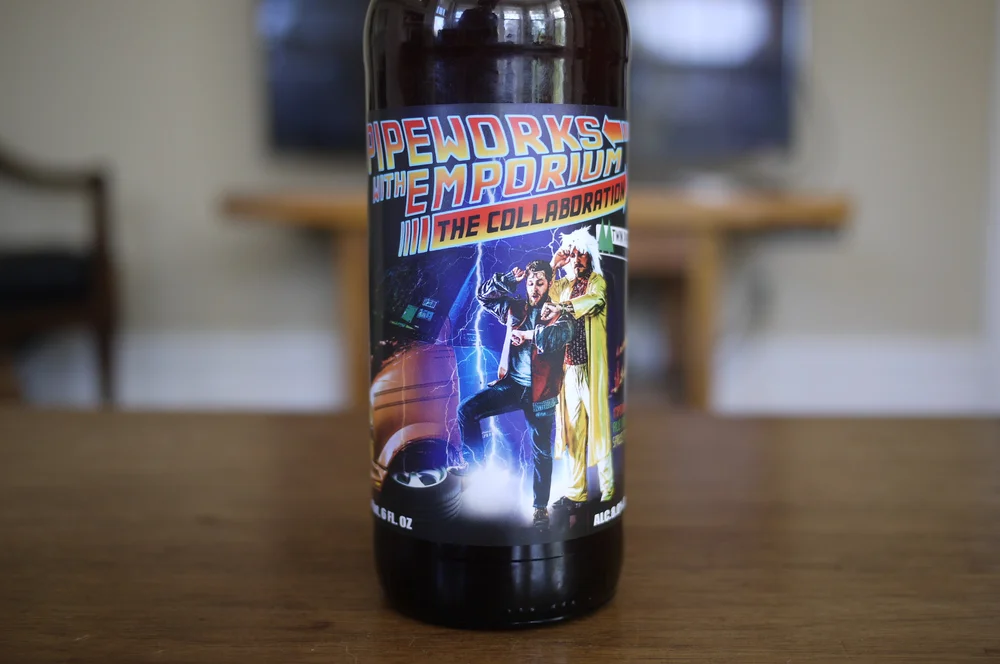 PIPEWORKS
WITH EMPORIUM
THE COLLABORATION
6 FL. OZ